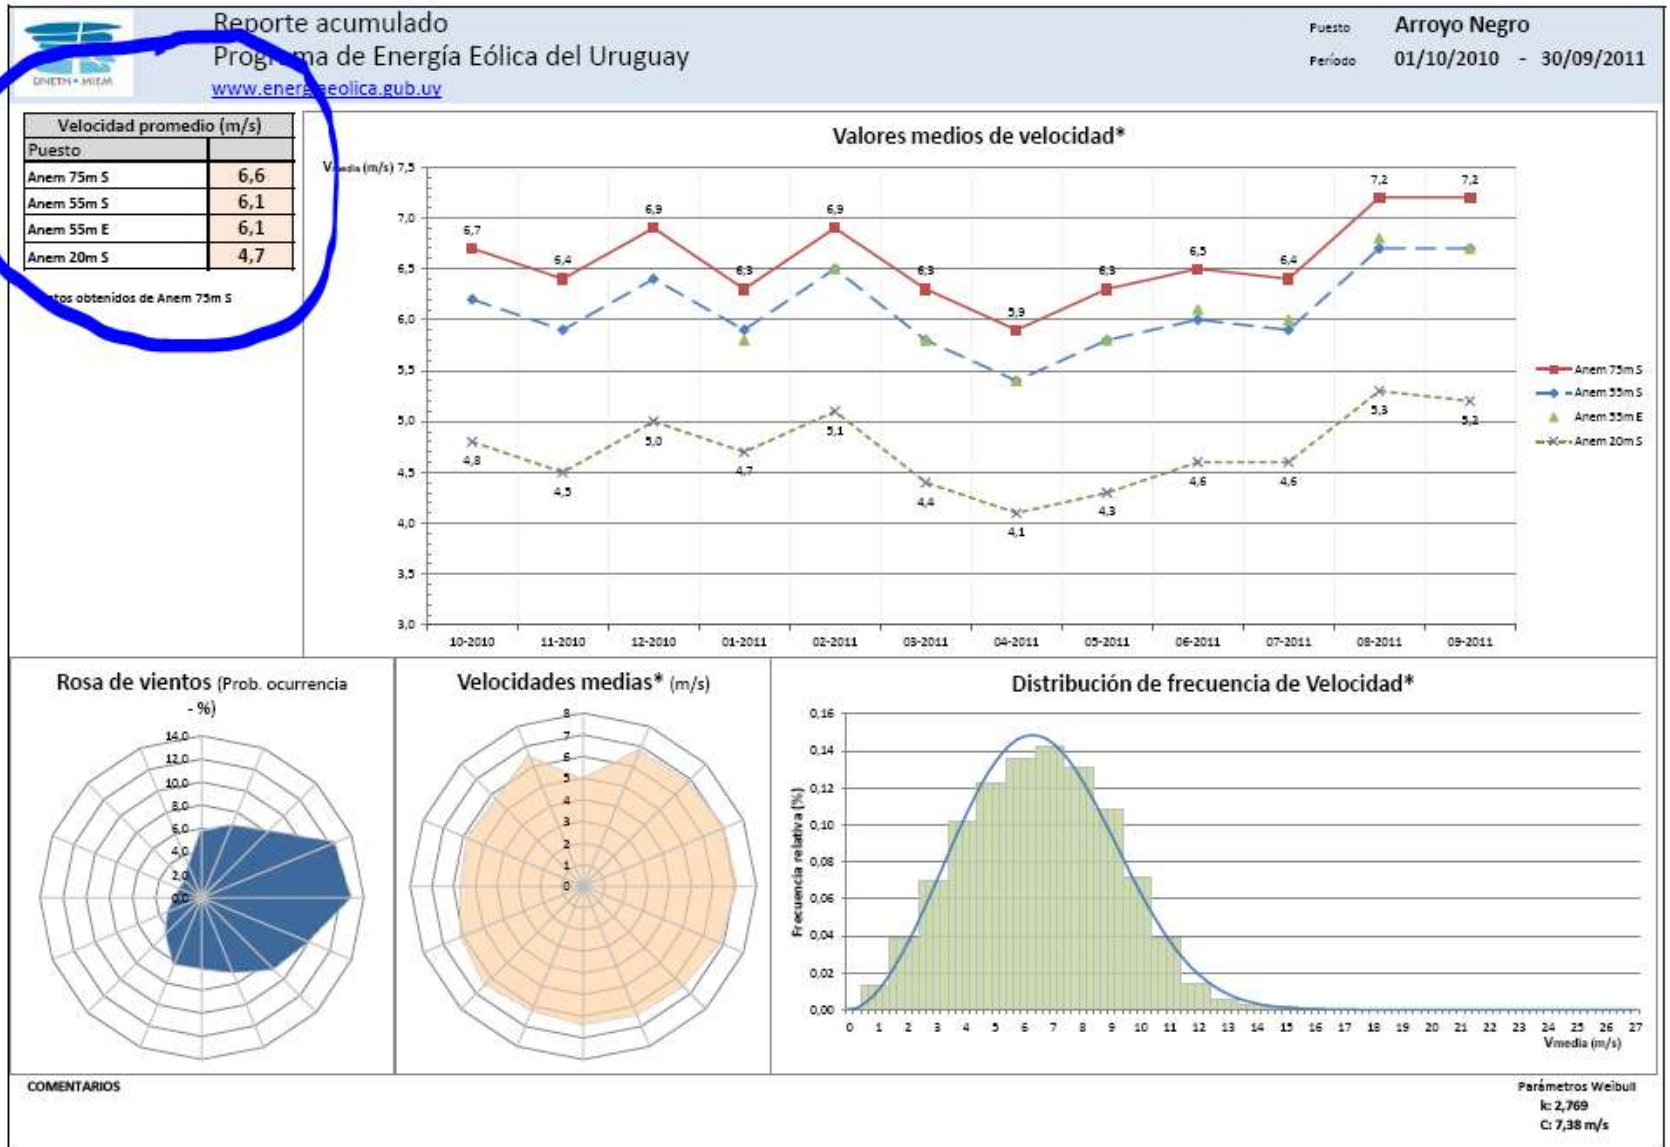 DNETN • MIEM
Reporte acumulado
Programa de Energía Eólica del Uruguay
www.energiaeolica.gub.uy
Puesto Arroyo Negro
Período 01/10/2010 - 30/09/2011
Velocidad promedio (m/s)
Puesto
Anem 75m S 6,6
Anem 55m S 6,1
Anem 55m E 6,1
Anem 20m S 4,7
obtenidos de Anem 75m S
Valores medios de velocidad*
Vmedia (m/s)
7,5
7,0
6,5
6,0
5,5
5,0
4,5
4,0
3,5
3,0
6,7 6,4 6,9 6,3 6,9 6,3 5,9 6,3 6,5 6,4 7,2 7,2
4,8 4,5 5,0 4,7 5,1 4,4 4,1 4,3 4,6 4,6 5,3 5,2
10-2010 11-2010 12-2010 01-2011 02-2011 03-2011 04-2011 05-2011 06-2011 07-2011 08-2011 09-2011
Anem 75m S
Anem 55m S
Anem 55m E
Anem 20m S
Rosa de vientos (Prob. ocurrencia
- %)
14,0
12,0
10,0
8,0
6,0
4,0
2,0
0,0
Velocidades medias* (m/s)
8
7
6
5
4
3
2
1
0
Distribución de frecuencia de Velocidad*
Frecuencia relativa (%)
0,16
0,14
0,12
0,10
0,08
0,06
0,04
0,02
0,00
0 1 2 3 4 5 6 7 8 9 10 11 12 13 14 15 16 17 18 19 20 21 22 23 24 25 26 27
Vmedia (m/s)
COMENTARIOS
Parámetros Weibull
k: 2,769
C: 7,38 m/s